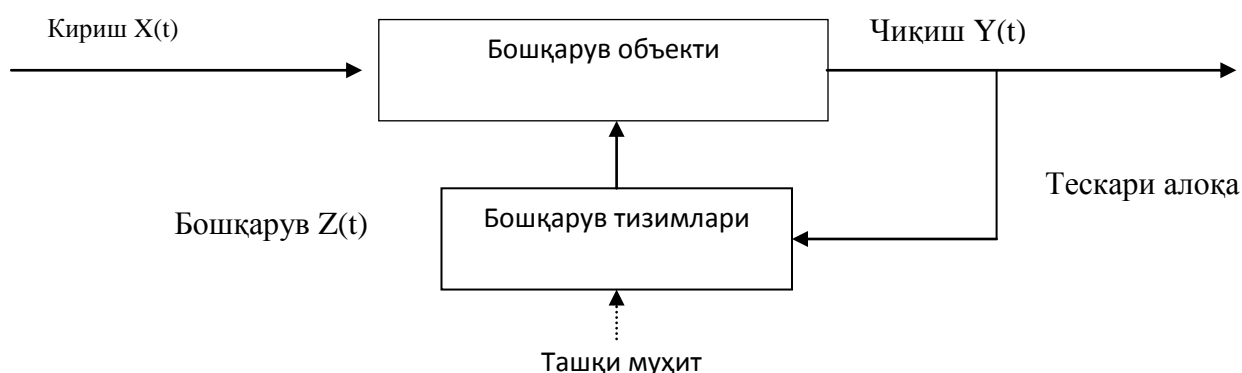 Кириш X(t)
Бошқарув объекти
Чиқиш Y(t)
Тескари алоқа
Бошқарув Z(t)
Бошқарув тизимлари
Ташқи муҳит